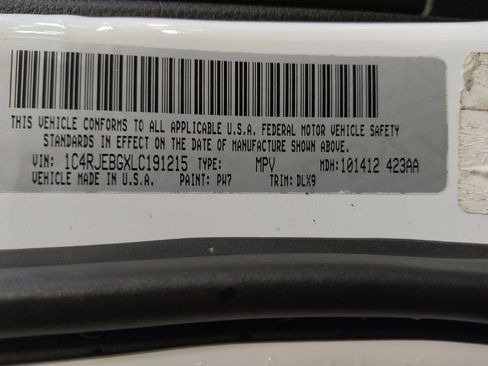 THIS VEHICLE CONFORMS TO ALL APPLICABLE U.S.A. FEDERAL MOTOR VEHICLE SAFETY
STANDARDS IN EFFECT ON THE DATE OF MANUFACTURE SHOWN ABOVE.
VIN: 1C4RJEBGXLC191215 TYPE: MPV MDH:101412 423AA
VEHICLE MADE IN U.S.A. PAINT: PW7 TRIM: DLX9